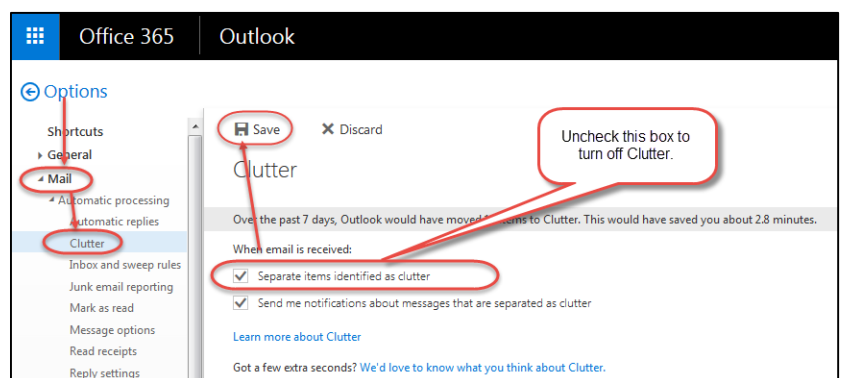 Office 365 Outlook
Options
Shortcuts
General
Mail
Automatic processing
Automatic replies
Clutter
Inbox and sweep rules
Junk email reporting
Mark as read
Message options
Read receipts
Reply settings
Save Discard
Uncheck this box to
turn off Clutter.
Clutter
Over the past 7 days, Outlook would have moved to Clutter. This would have saved you about 2.8 minutes.
When email is received:
Separate items identified as clutter
Send me notifications about messages that are separated as clutter
Learn more about Clutter
Got a few extra seconds? We'd love to know what you think about Clutter.